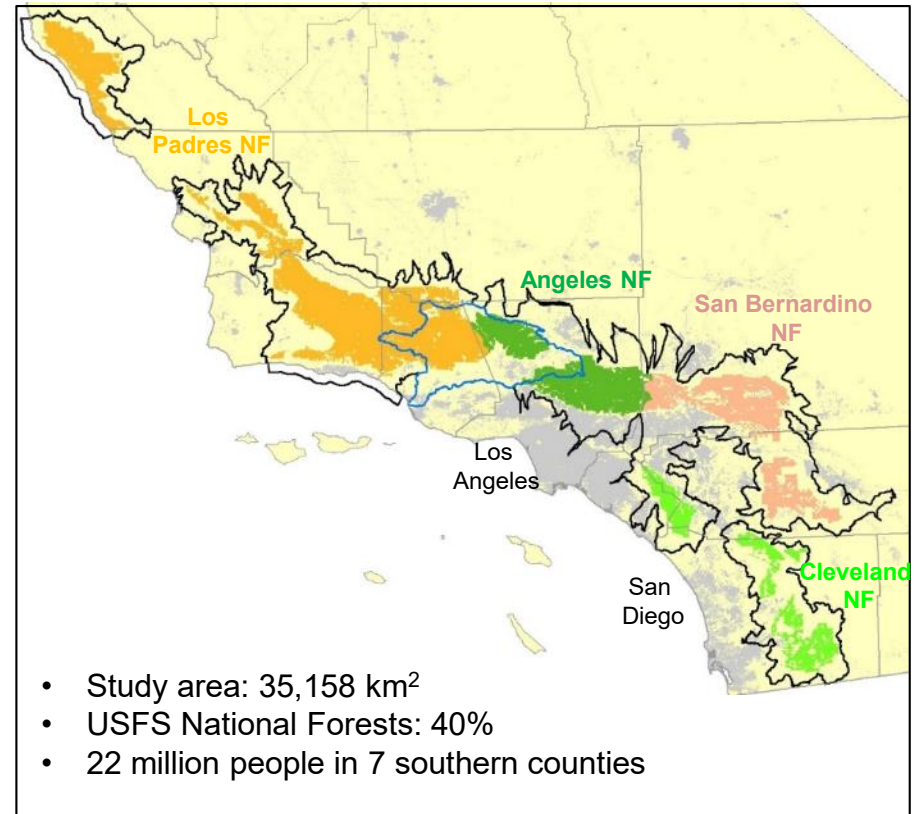 Los
Padres NF
Angeles NF
San Bernardino
NF
Los
Angeles
Cleveland
NF
San
Diego
• Study area: 35,158 km²
• USFS National Forests: 40%
• 22 million people in 7 southern counties